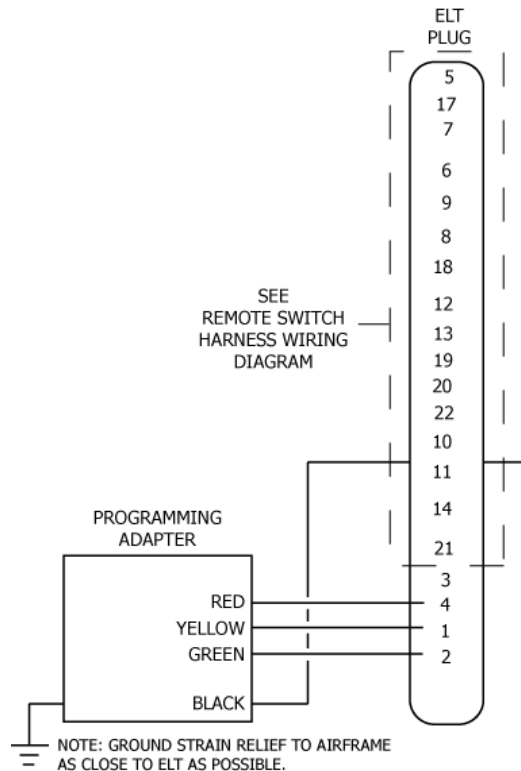 ELT
PLUG
5
17
7
6
9
8
18
SEE
REMOTE SWITCH
HARNESS WIRING
DIAGRAM
12
13
19
20
22
10
11
14
21
3
4
1
2
PROGRAMMING
ADAPTER
RED
YELLOW
GREEN
BLACK
NOTE: GROUND STRAIN RELIEF TO AIRFRAME
AS CLOSE TO ELT AS POSSIBLE.